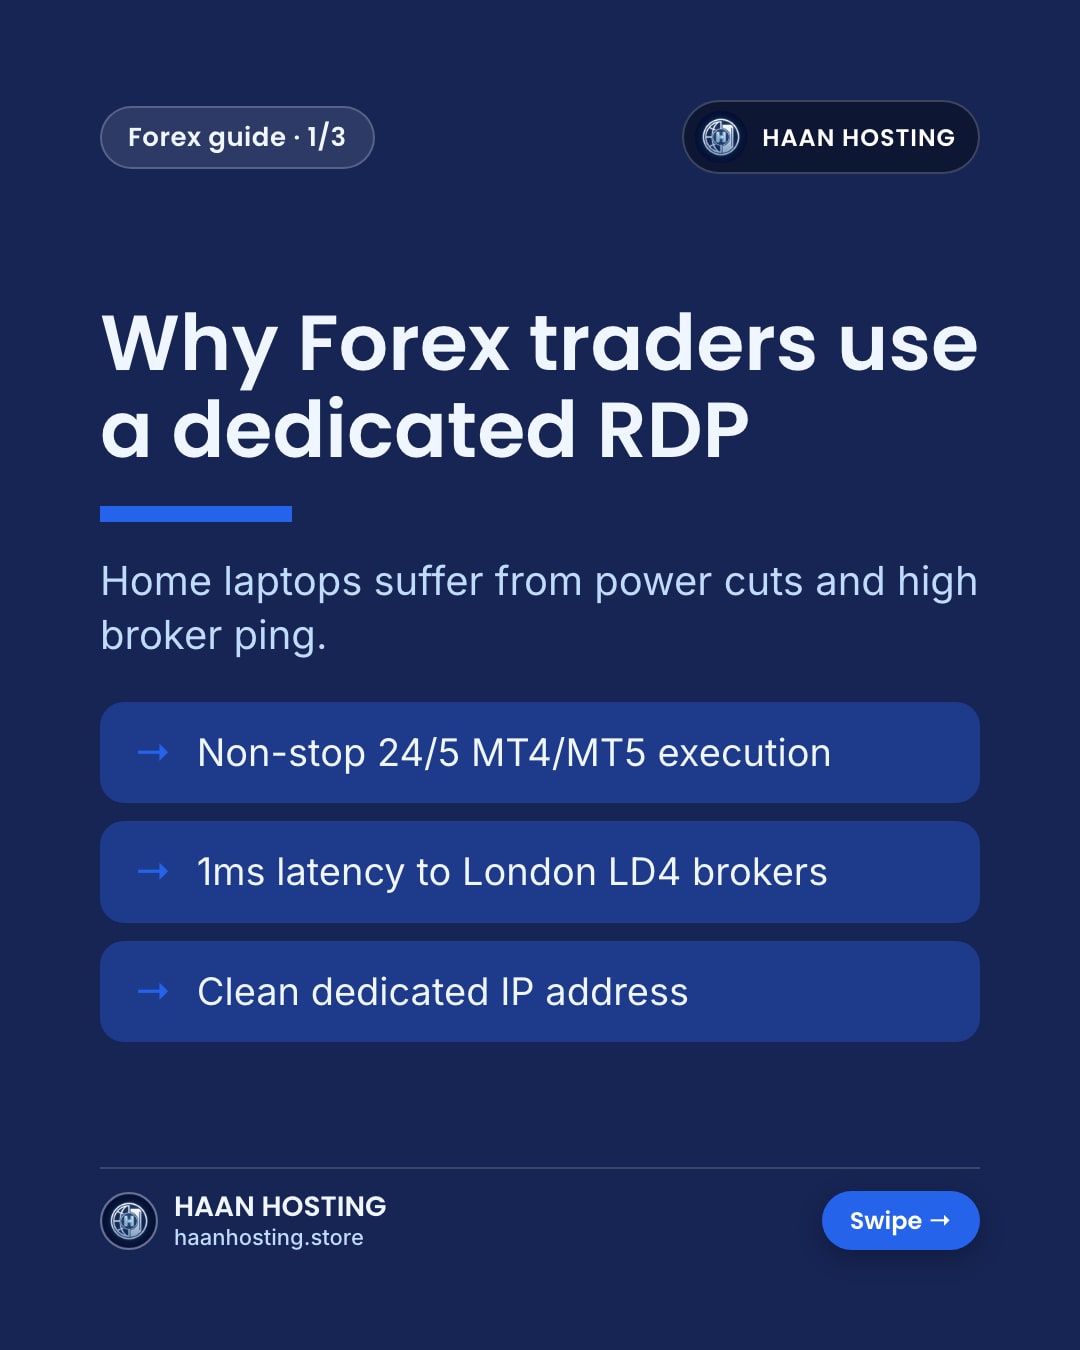 Forex guide · 1/3
HAAN HOSTING
Why Forex traders use
a dedicated RDP
Home laptops suffer from power cuts and high
broker ping.
→ Non-stop 24/5 MT4/MT5 execution
→ 1ms latency to London LD4 brokers
→ Clean dedicated IP address
HAAN HOSTING
haanhosting.store
Swipe →